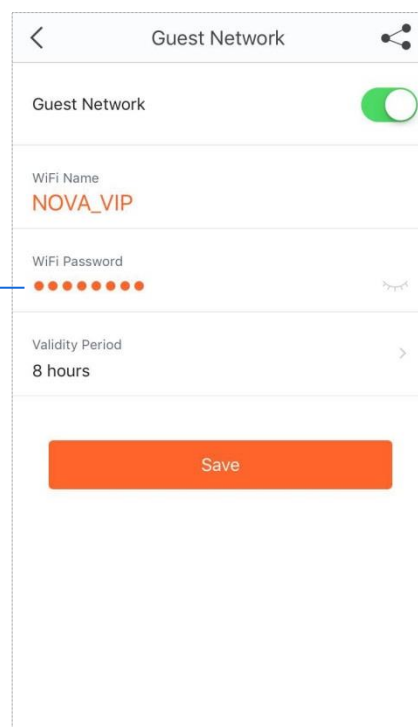 Guest Network
Guest Network
WiFi Name
NOVA_VIP
WiFi Password
●●●●●●●●
Validity Period
8 hours
Save